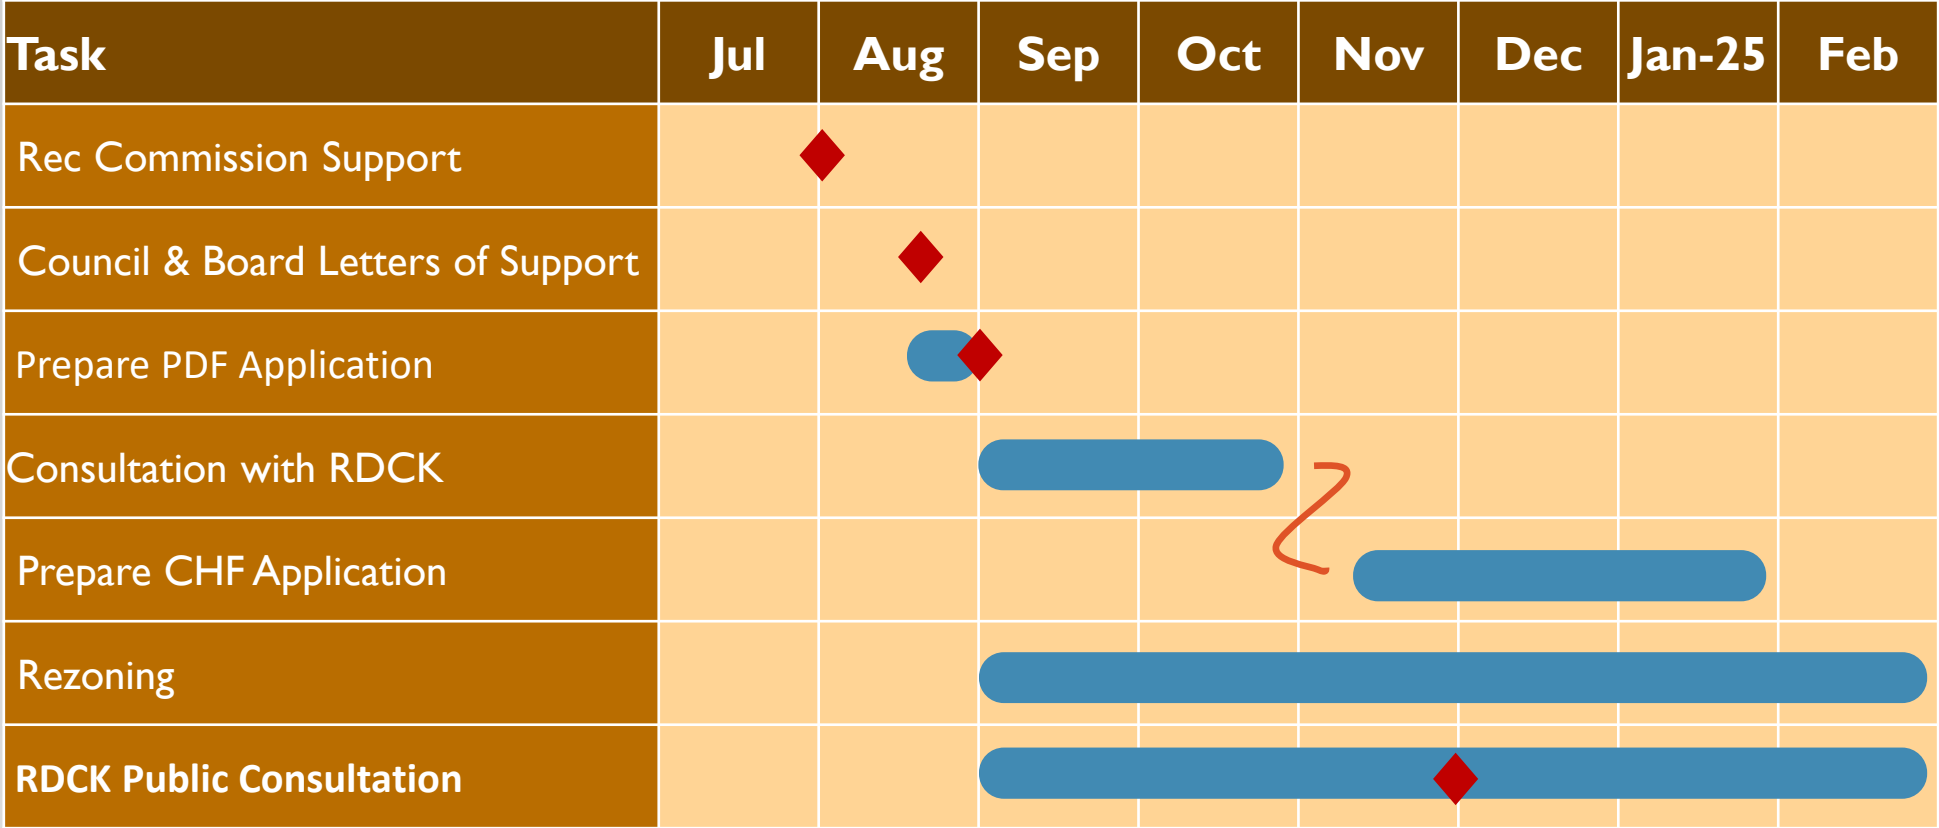 Task Jul Aug Sep Oct Nov Dec Jan-25 Feb
Rec Commission Support
Council & Board Letters of Support
Prepare PDF Application
Consultation with RDCK
Prepare CHF Application
Rezoning
RDCK Public Consultation